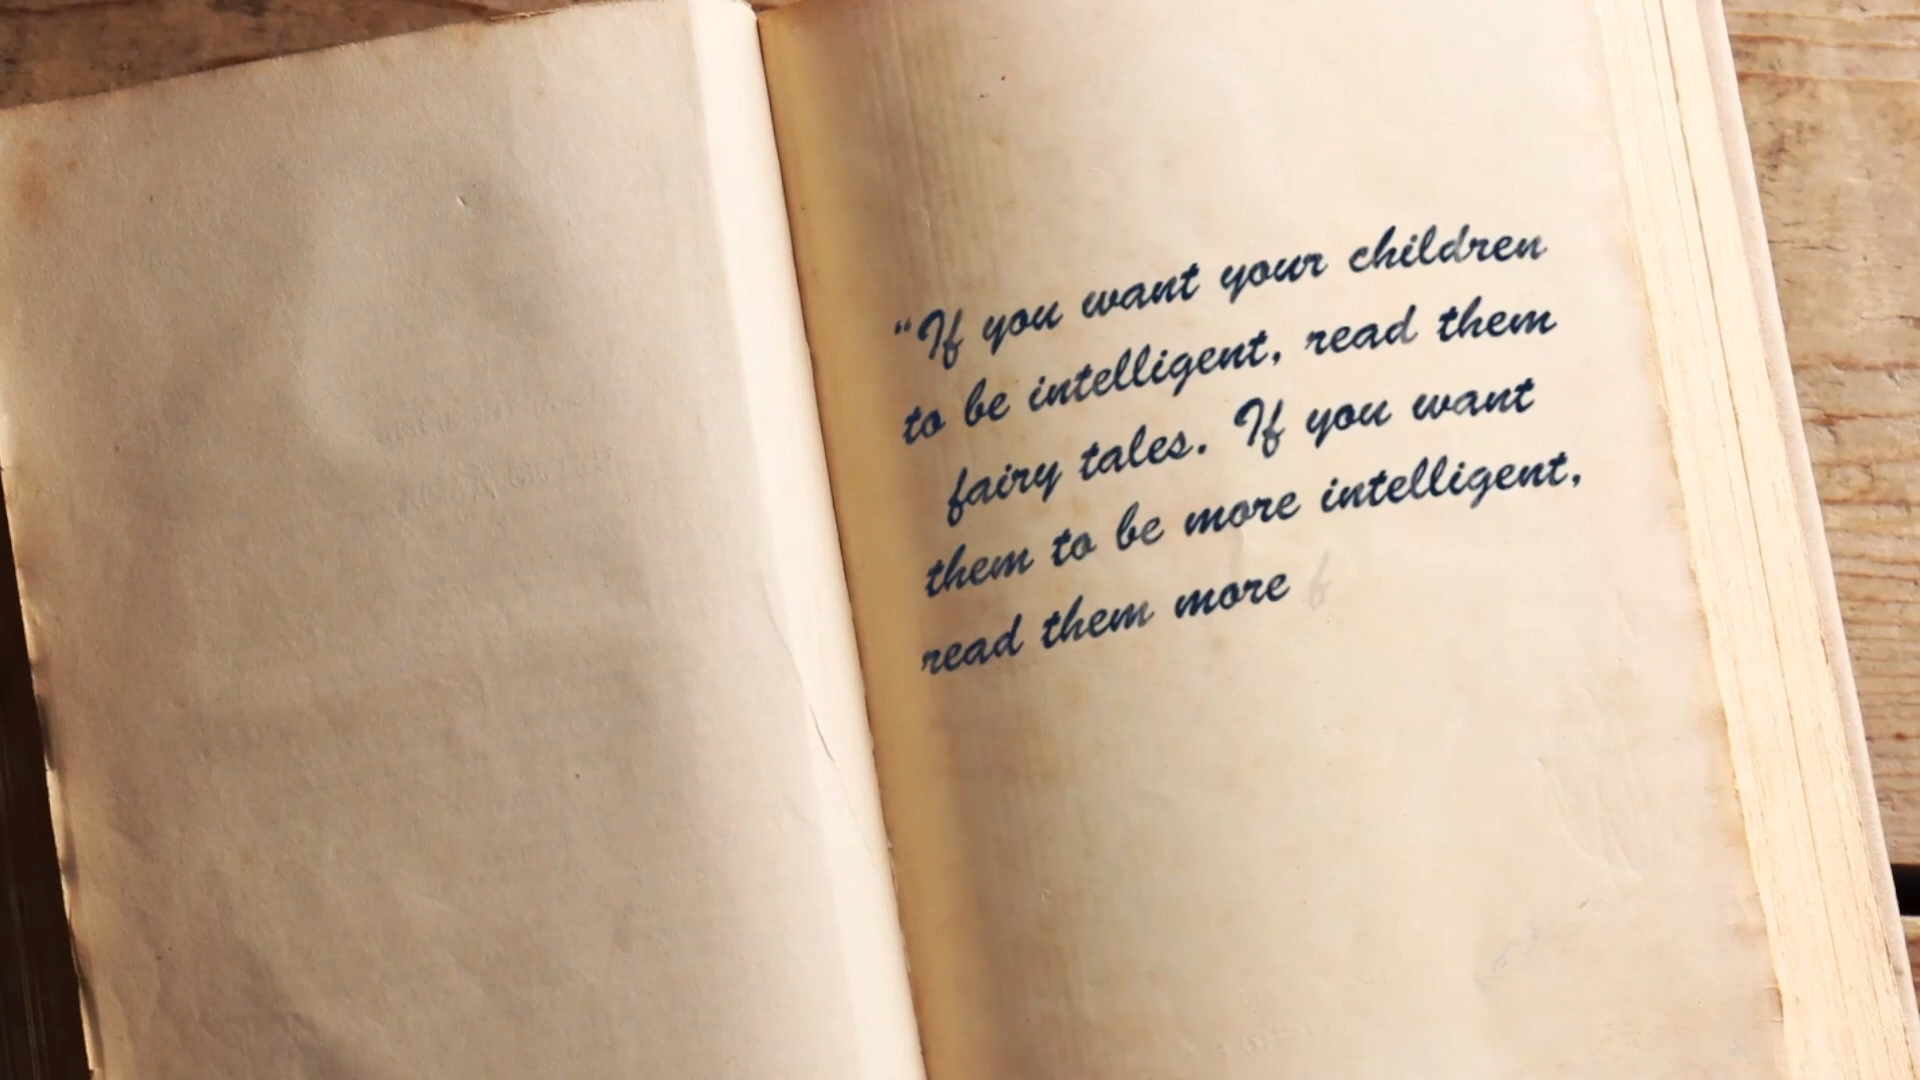 “If you want your children
to be intelligent, read them
fairy tales. If you want
them to be more intelligent,
read them more f